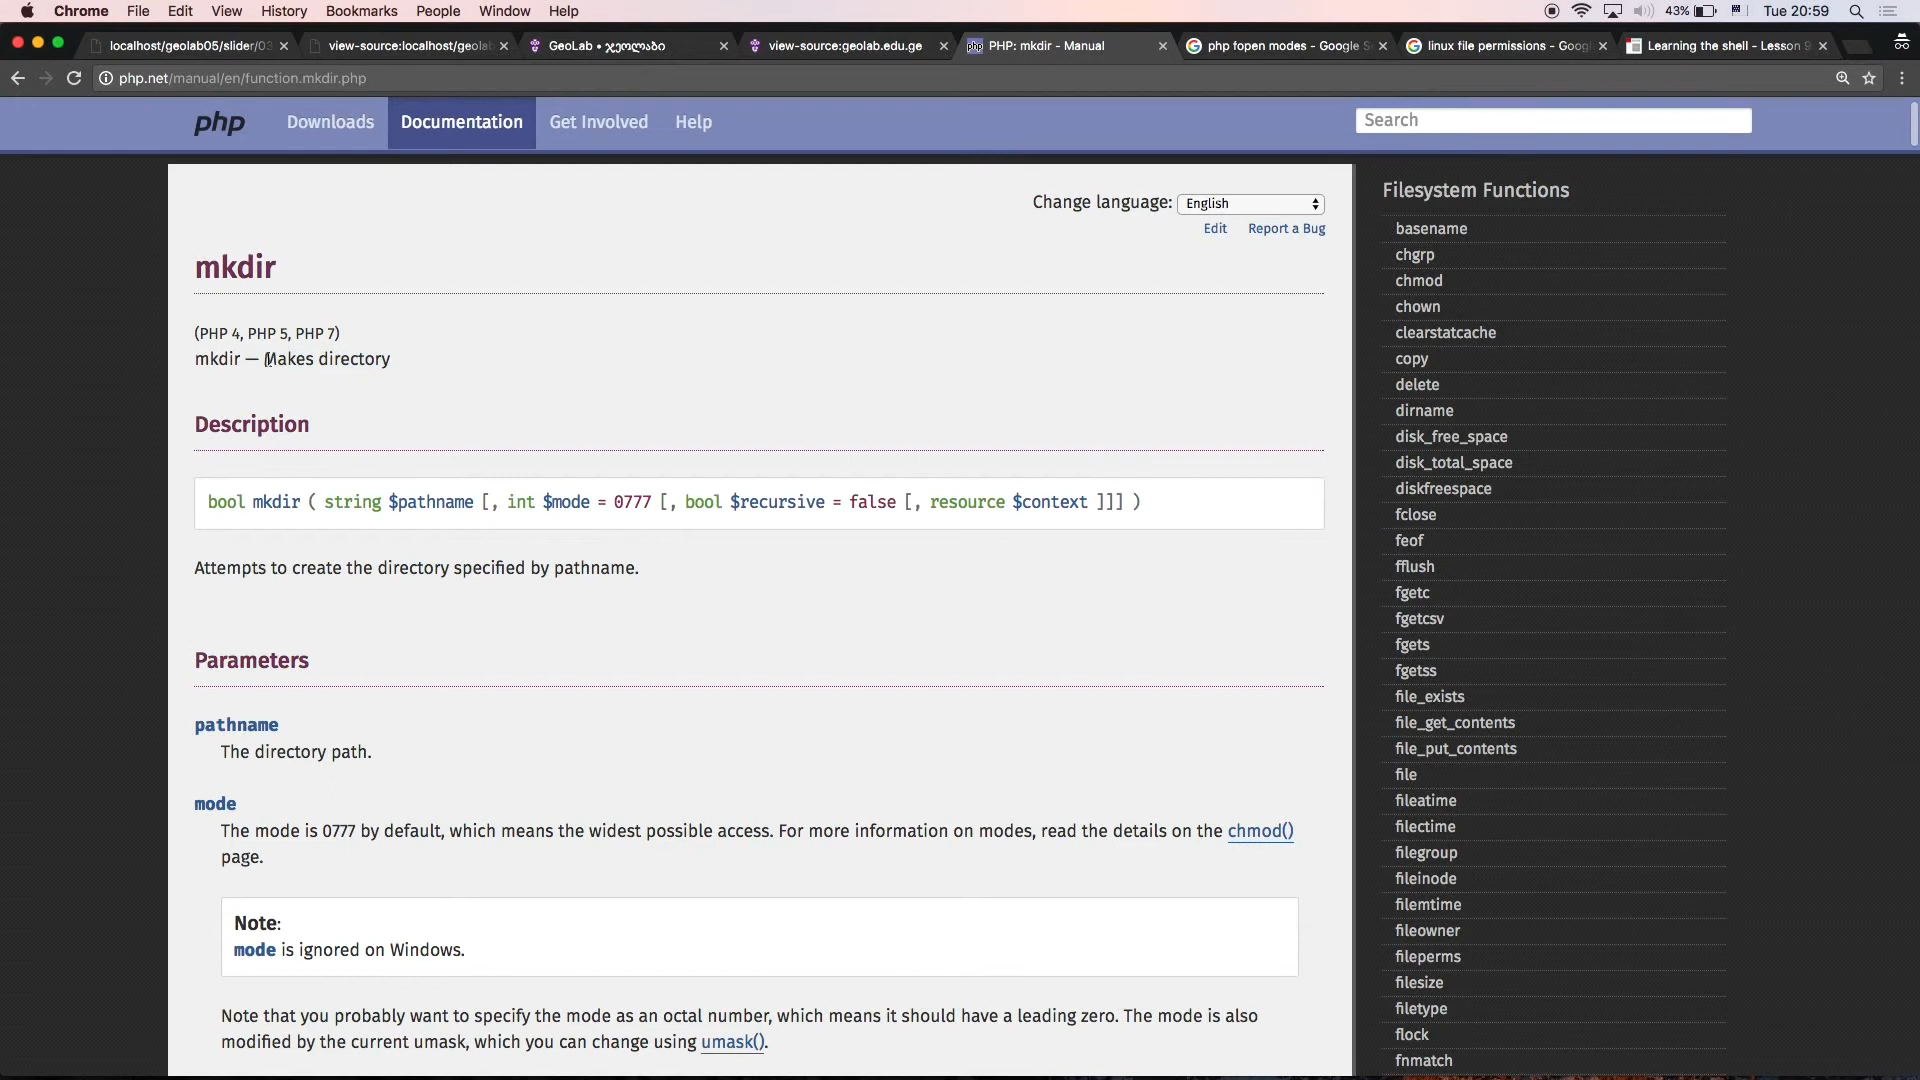 Chrome File Edit View History Bookmarks People Window Help 43% Tue 20:59
localhost/geolab05/slider/03 view-source:localhost/geolab GeoLab • ჯეოლაბი view-source:geolab.edu.ge PHP: mkdir - Manual php fopen modes - Google S linux file permissions - Goog Learning the shell - Lesson 9
php.net/manual/en/function.mkdir.php
php Downloads Documentation Get Involved Help Search
Change language: English
Edit Report a Bug
mkdir
(PHP 4, PHP 5, PHP 7)
mkdir — Makes directory
Description
bool mkdir ( string $pathname [, int $mode = 0777 [, bool $recursive = false [, resource $context ]]] )
Attempts to create the directory specified by pathname.
Parameters
pathname
The directory path.
mode
The mode is 0777 by default, which means the widest possible access. For more information on modes, read the details on the chmod()
page.
Note:
mode is ignored on Windows.
Note that you probably want to specify the mode as an octal number, which means it should have a leading zero. The mode is also
modified by the current umask, which you can change using umask().
Filesystem Functions
basename
chgrp
chmod
chown
clearstatcache
copy
delete
dirname
disk_free_space
disk_total_space
diskfreespace
fclose
feof
fflush
fgetc
fgetcsv
fgets
fgetss
file_exists
file_get_contents
file_put_contents
file
fileatime
filectime
filegroup
fileinode
filemtime
fileowner
fileperms
filesize
filetype
flock
fnmatch